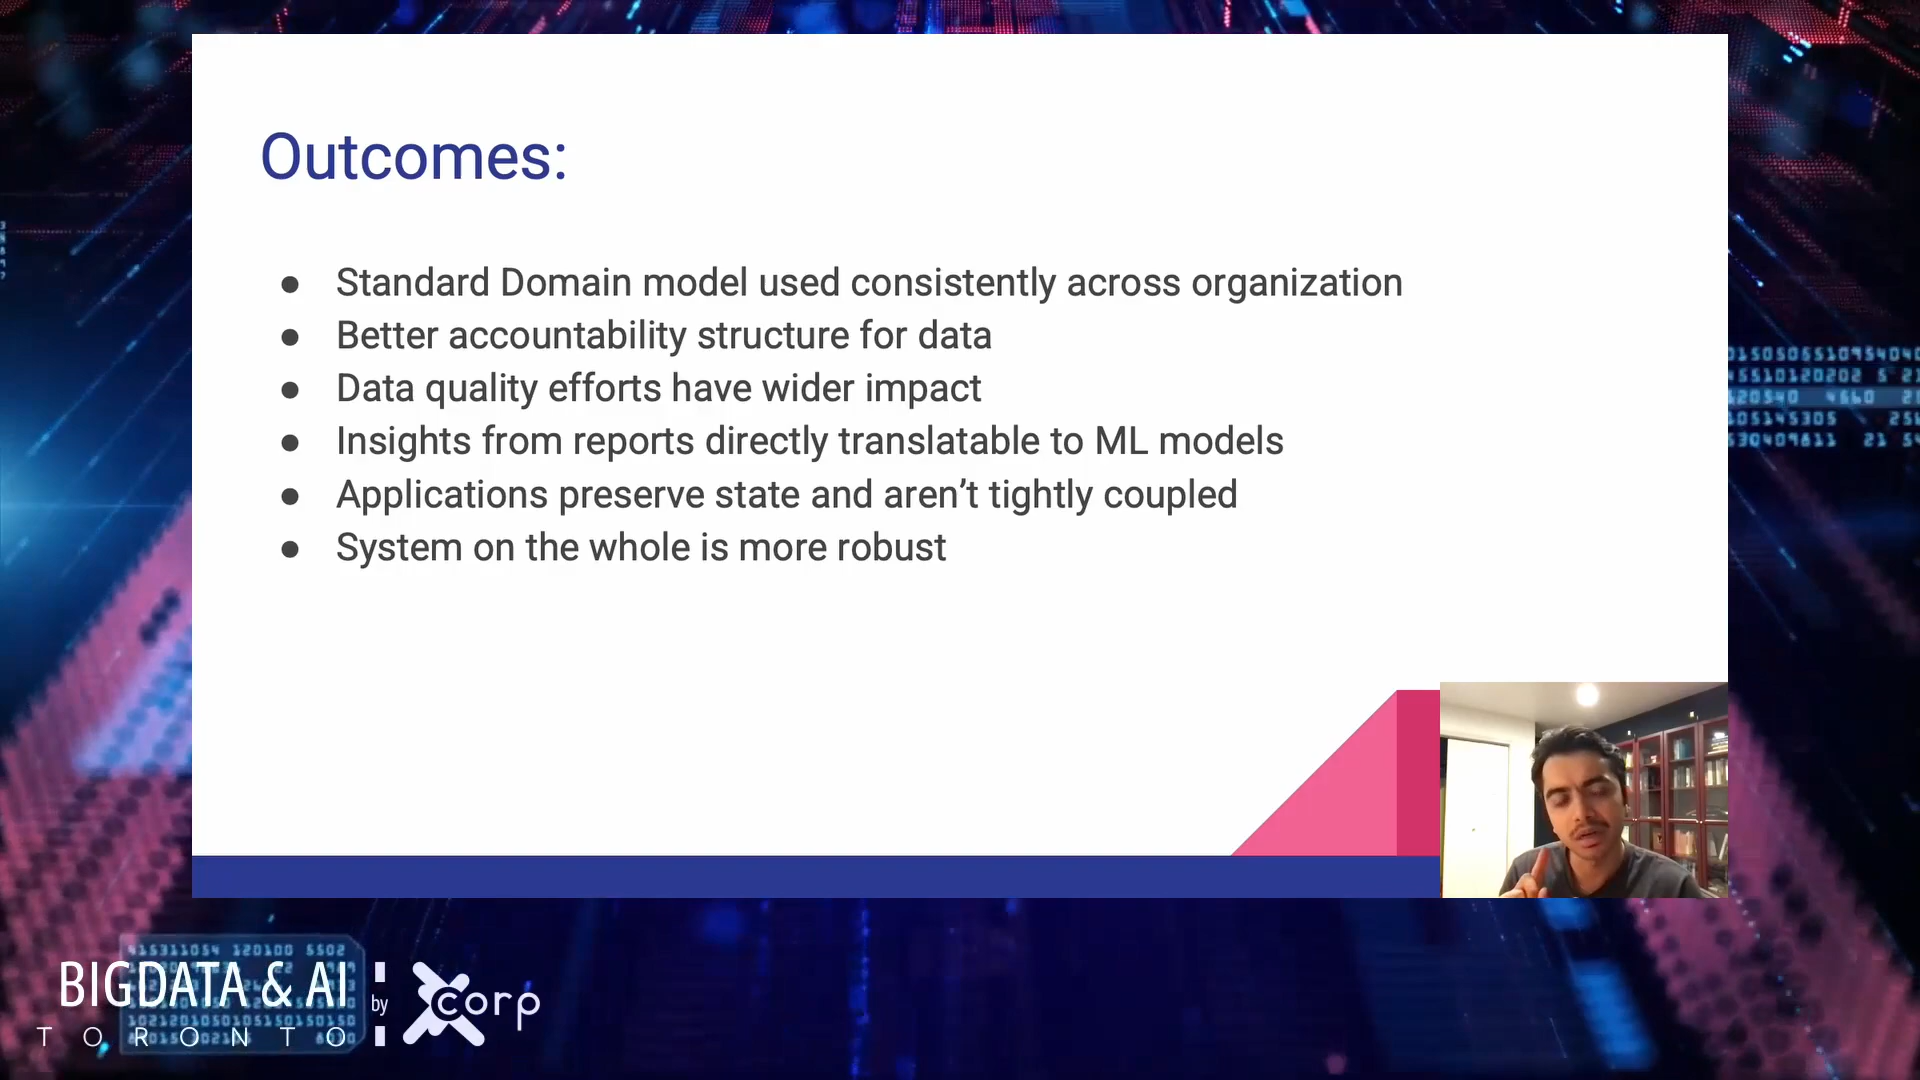 Outcomes:
● Standard Domain model used consistently across organization
● Better accountability structure for data
● Data quality efforts have wider impact
● Insights from reports directly translatable to ML models
● Applications preserve state and aren’t tightly coupled
● System on the whole is more robust
BIGDATA & AI
TORONTO
by
corp